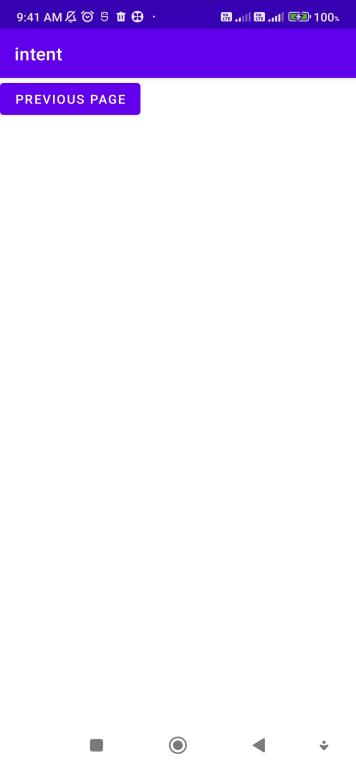 9:41 AM
100%
intent
PREVIOUS PAGE